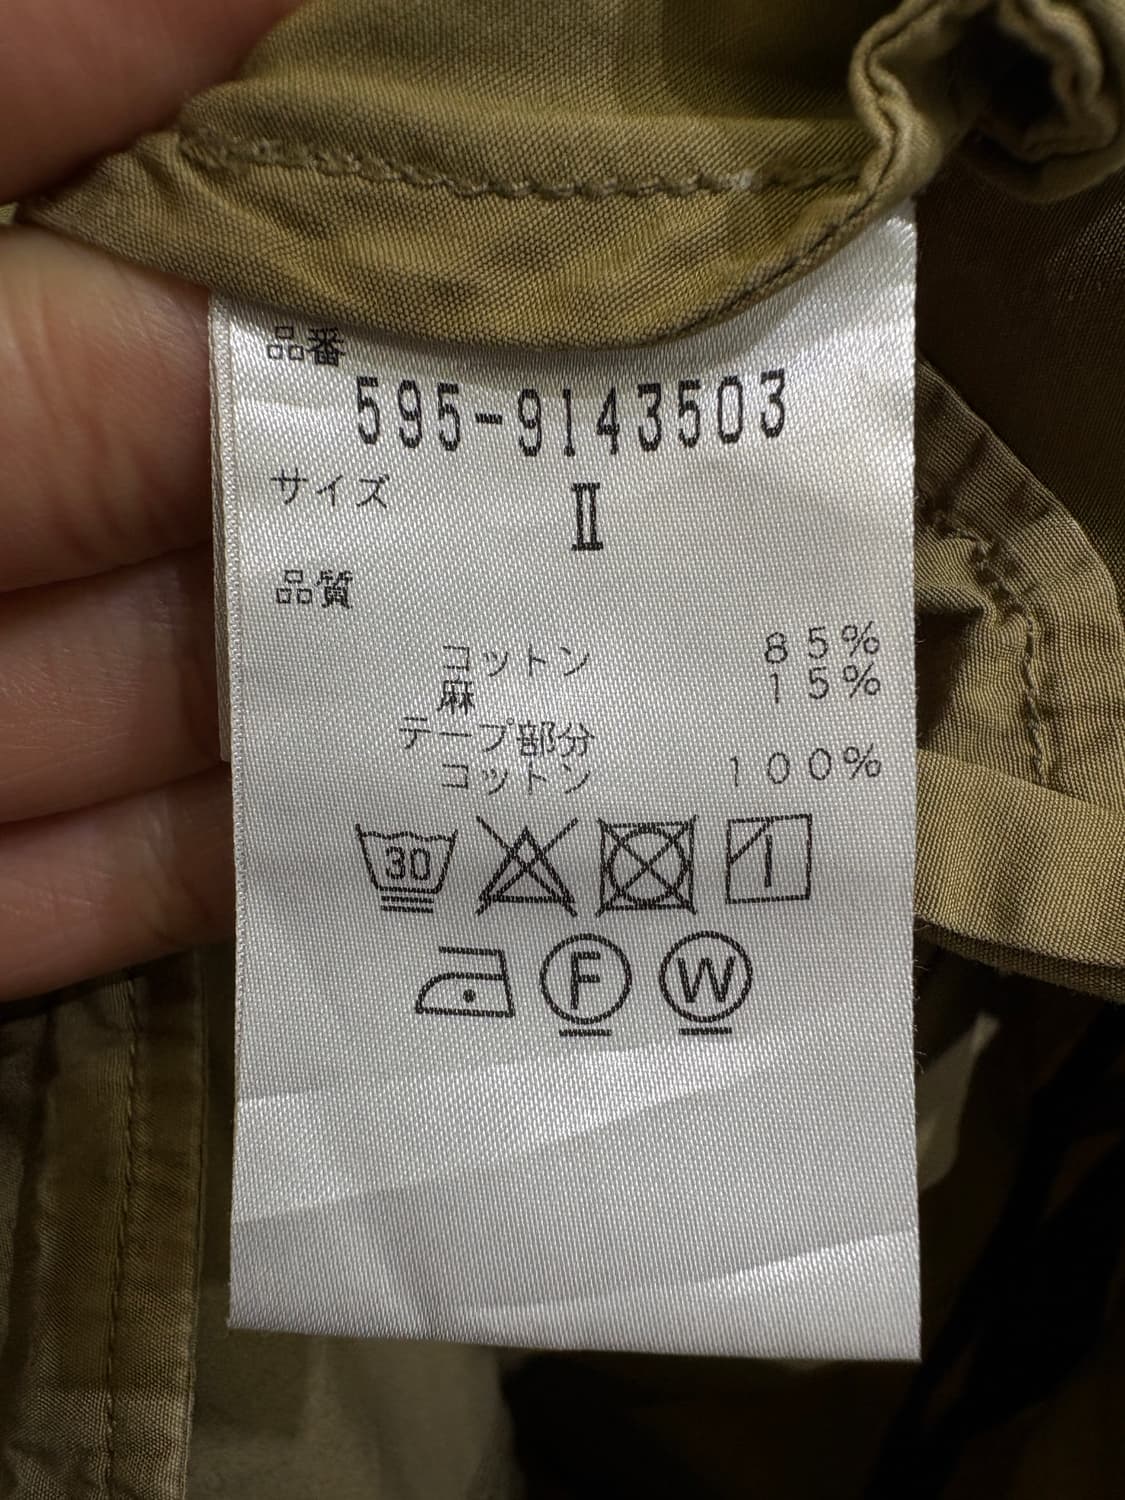 品番
595-9143503
サイズ Ⅱ
品質
コットン 85%
麻 15%
テープ部分
コットン 100%
30
F W